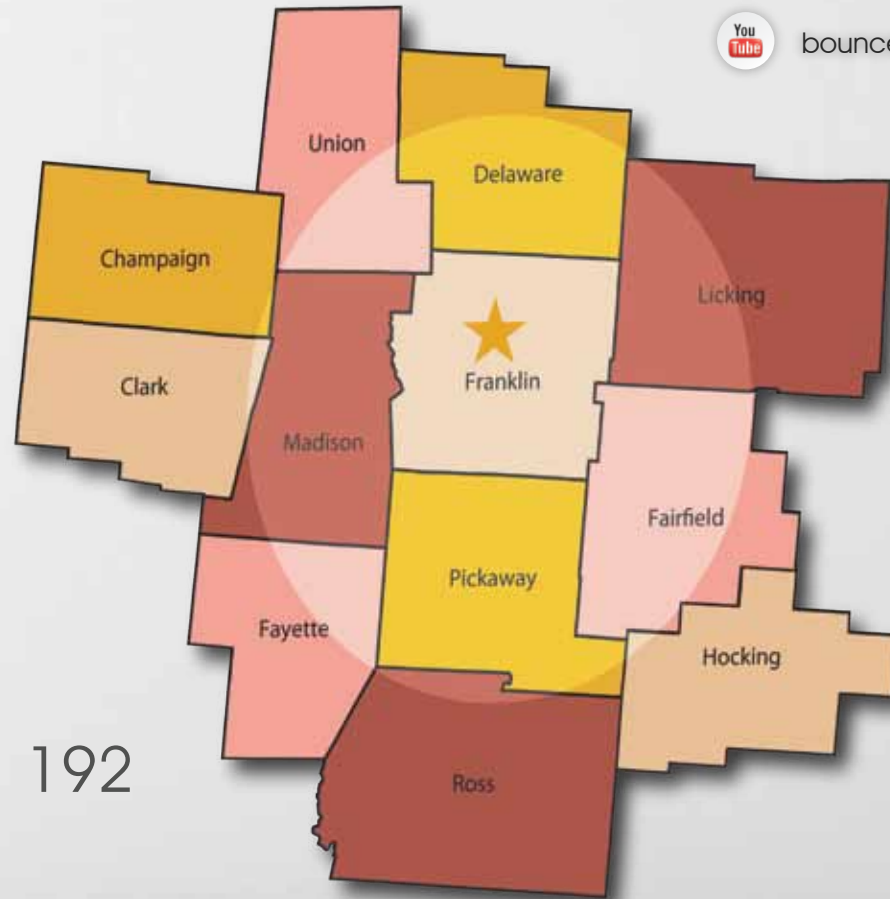 You
Tube
bounce
Union
Delaware
Champaign
Licking
Clark
Franklin
Madison
Fairfield
Pickaway
Fayette
Hocking
192
Ross